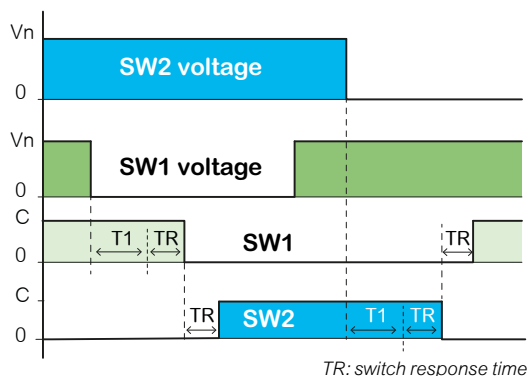 Vn
SW2 voltage
0
Vn
SW1 voltage
0
C
T1 TR SW1 TR
0
C
TR SW2 T1 TR
0
TR: switch response time